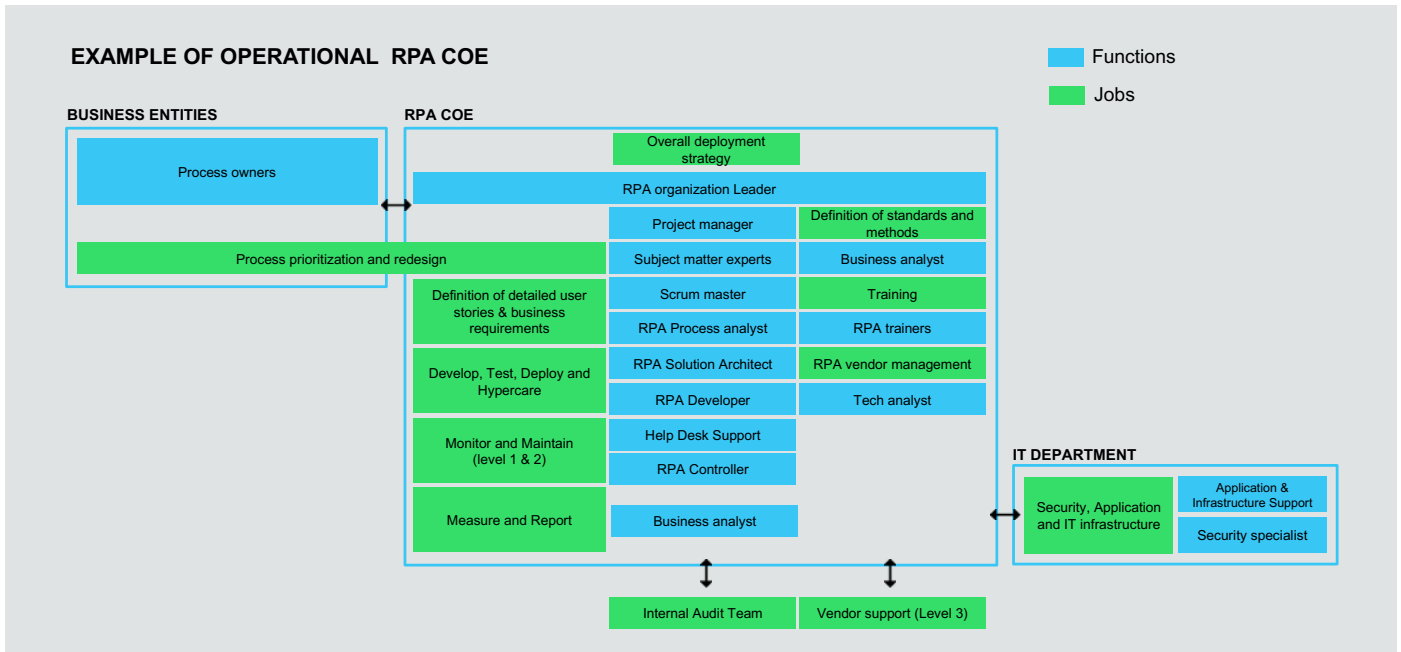 EXAMPLE OF OPERATIONAL RPA COE
Functions
Jobs
BUSINESS ENTITIES
RPA COE
Process owners
Overall deployment
strategy
RPA organization Leader
Project manager
Definition of standards and
methods
Process prioritization and redesign
Subject matter experts
Business analyst
Definition of detailed user
stories & business
requirements
Scrum master
Training
RPA Process analyst
RPA trainers
Develop, Test, Deploy and
Hypercare
RPA Solution Architect
RPA vendor management
RPA Developer
Tech analyst
Monitor and Maintain
(level 1 & 2)
Help Desk Support
RPA Controller
Measure and Report
Business analyst
IT DEPARTMENT
Security, Application
and IT infrastructure
Application &
Infrastructure Support
Security specialist
Internal Audit Team
Vendor support (Level 3)